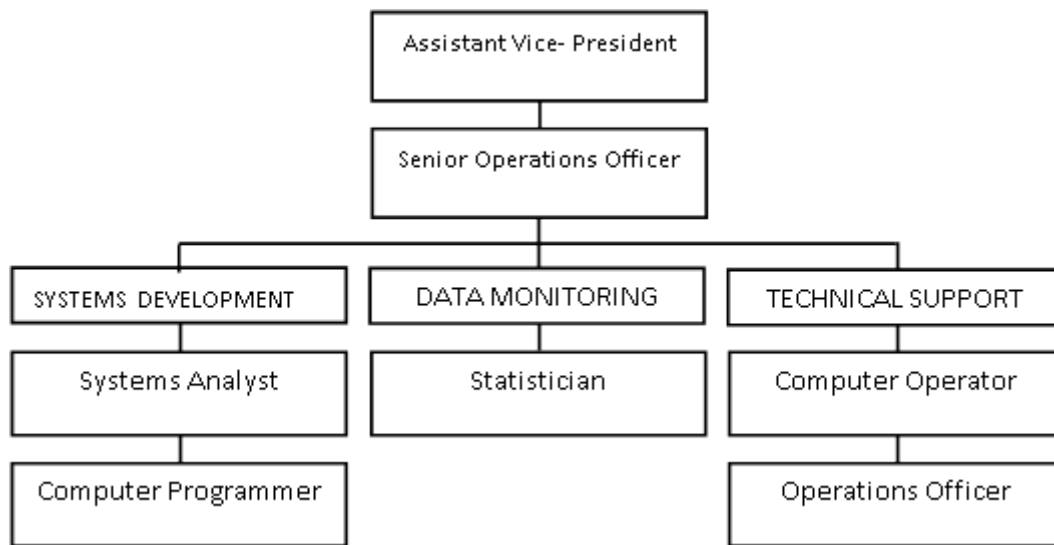 Assistant Vice- President
Senior Operations Officer
SYSTEMS DEVELOPMENT
DATA MONITORING
TECHNICAL SUPPORT
Systems Analyst
Statistician
Computer Operator
Computer Programmer
Operations Officer